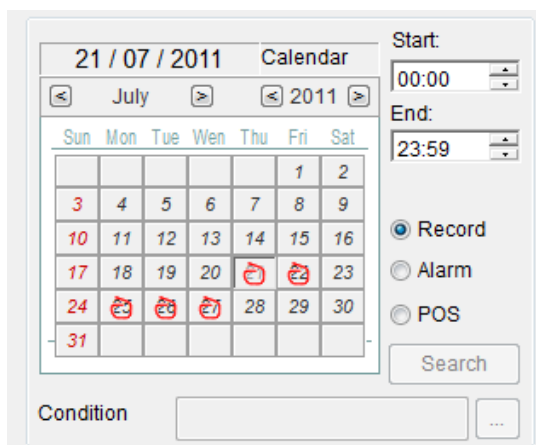 21 / 07 / 2011 Calendar
< July > < 2011 >
Sun Mon Tue Wen Thu Fri Sat
1 2
3 4 5 6 7 8 9
10 11 12 13 14 15 16
17 18 19 20 21 22 23
24 25 26 27 28 29 30
31
Start:
00:00
End:
23:59
Record
Alarm
POS
Search
Condition
...